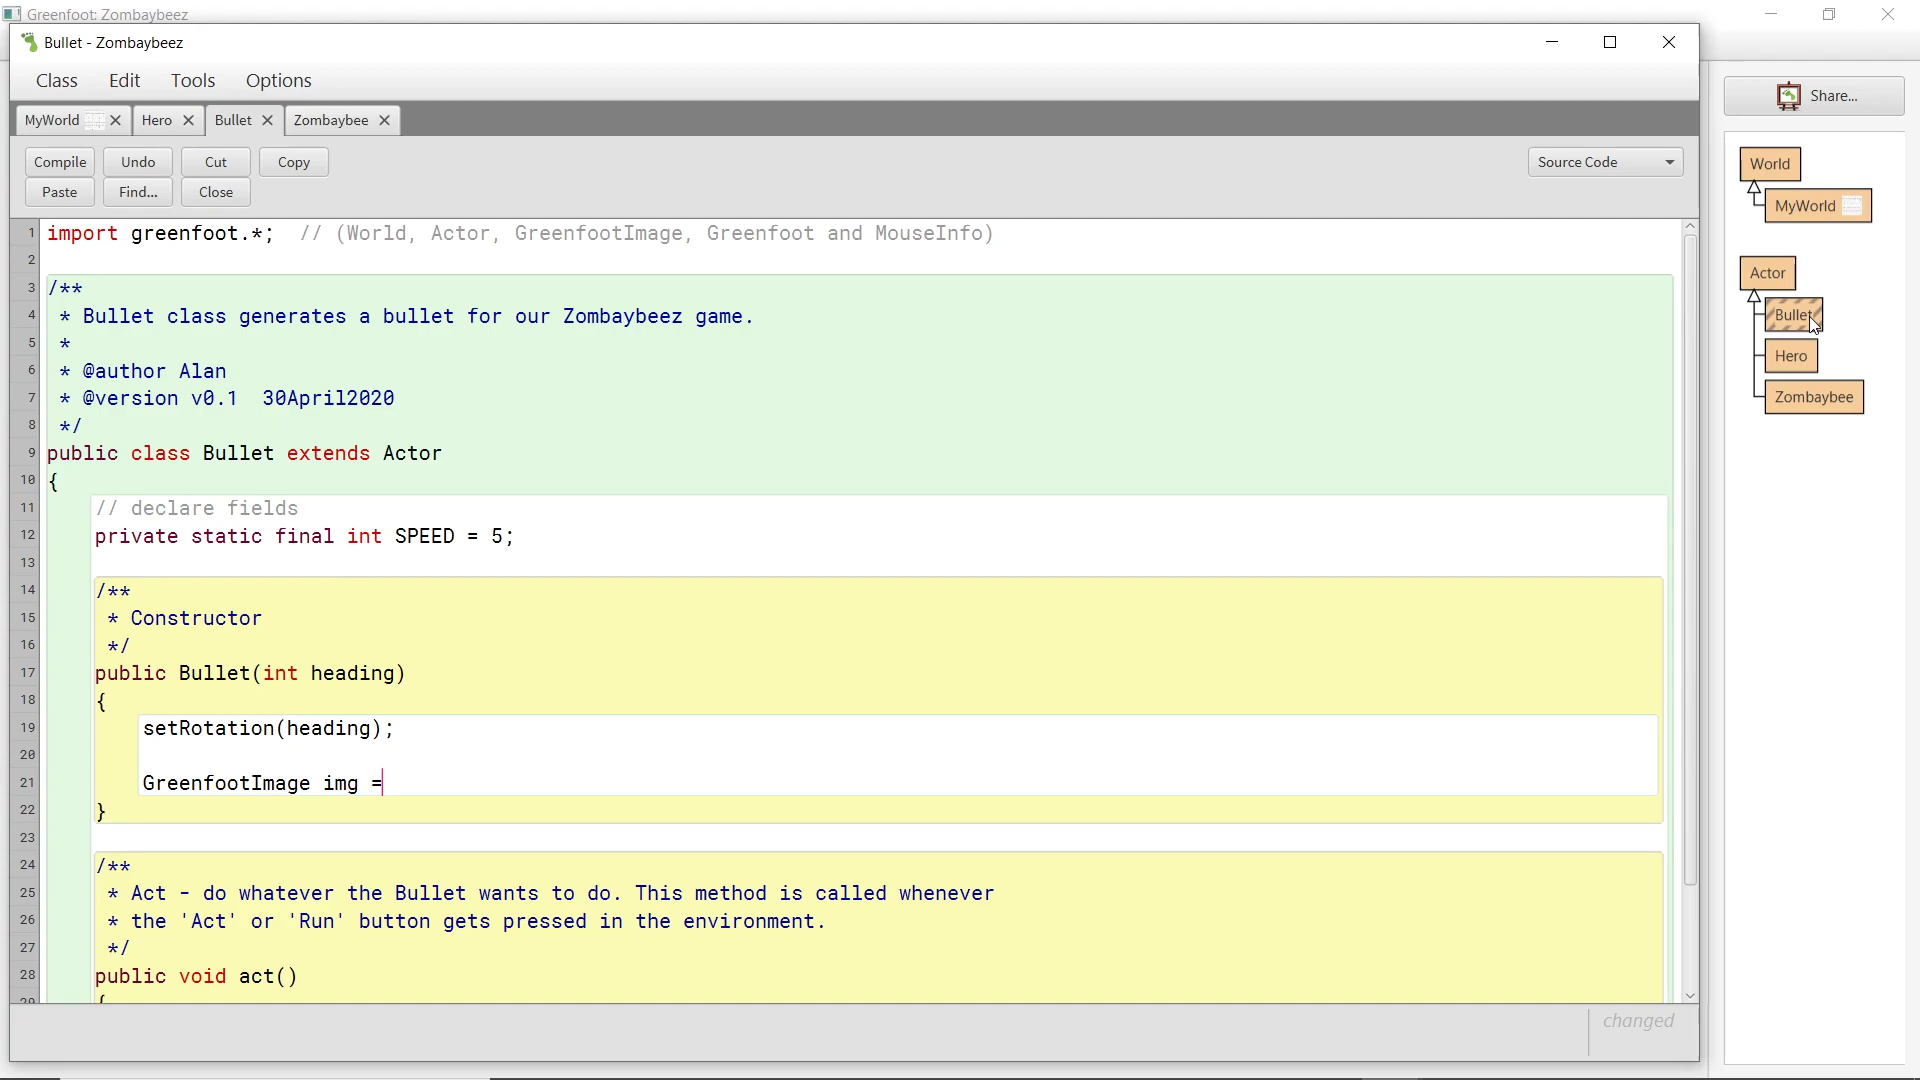 Greenfoot: Zombaybeez
Bullet - Zombaybeez
Class Edit Tools Options
MyWorld Hero Bullet Zombaybee
Compile Undo Cut Copy
Paste Find... Close
Source Code
1 import greenfoot.*;  // (World, Actor, GreenfootImage, Greenfoot and MouseInfo)
2
3 /**
4 * Bullet class generates a bullet for our Zombaybeez game.
5 *
6 * @author Alan
7 * @version v0.1  30April2020
8 */
9 public class Bullet extends Actor
10 {
11 // declare fields
12 private static final int SPEED = 5;
13
14 /**
15 * Constructor
16 */
17 public Bullet(int heading)
18 {
19 setRotation(heading);
20
21 GreenfootImage img =
22 }
23
24 /**
25 * Act - do whatever the Bullet wants to do. This method is called whenever
26 * the 'Act' or 'Run' button gets pressed in the environment.
27 */
28 public void act()
29 {
changed
Share...
World
MyWorld
Actor
Bullet
Hero
Zombaybee